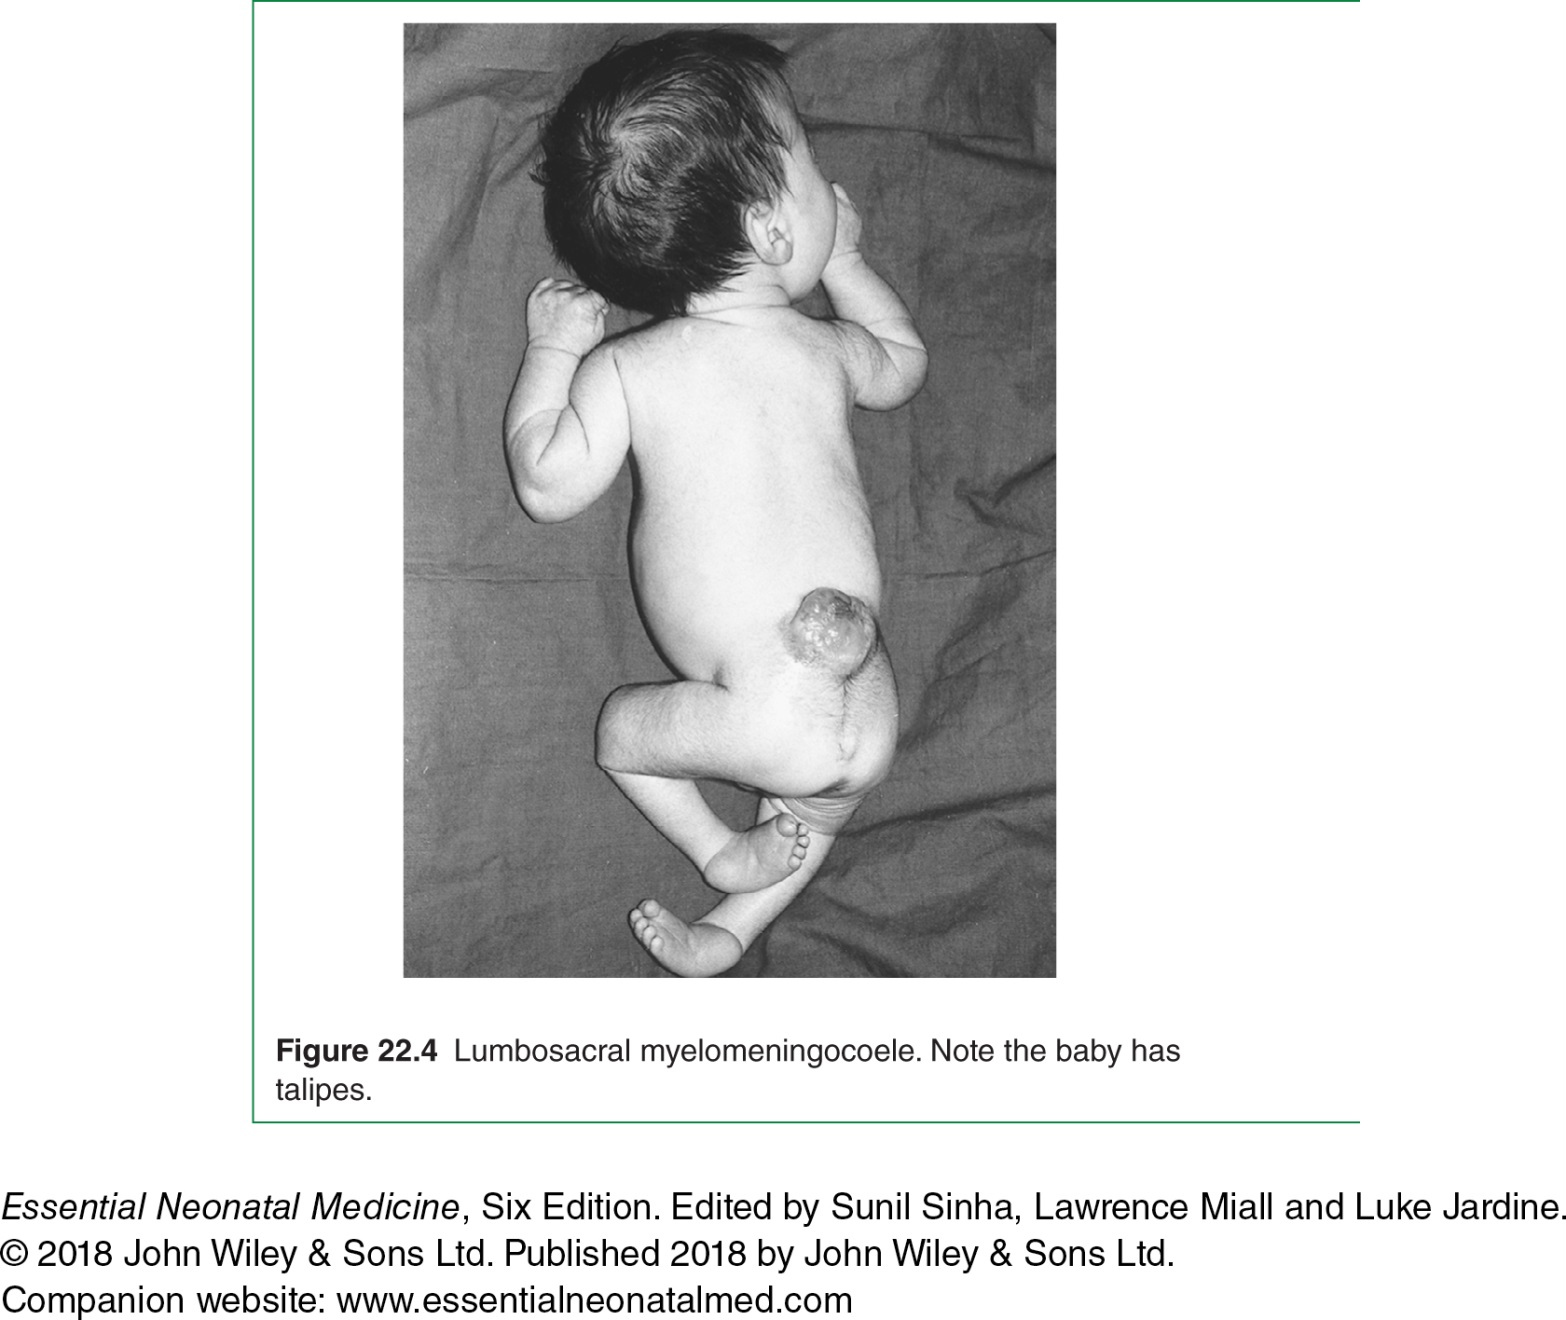 Figure 22.4 Lumbosacral myelomeningocoele. Note the baby has
talipes.
Essential Neonatal Medicine, Six Edition. Edited by Sunil Sinha, Lawrence Miall and Luke Jardine.
© 2018 John Wiley & Sons Ltd. Published 2018 by John Wiley & Sons Ltd.
Companion website: www.essentialneonatalmed.com